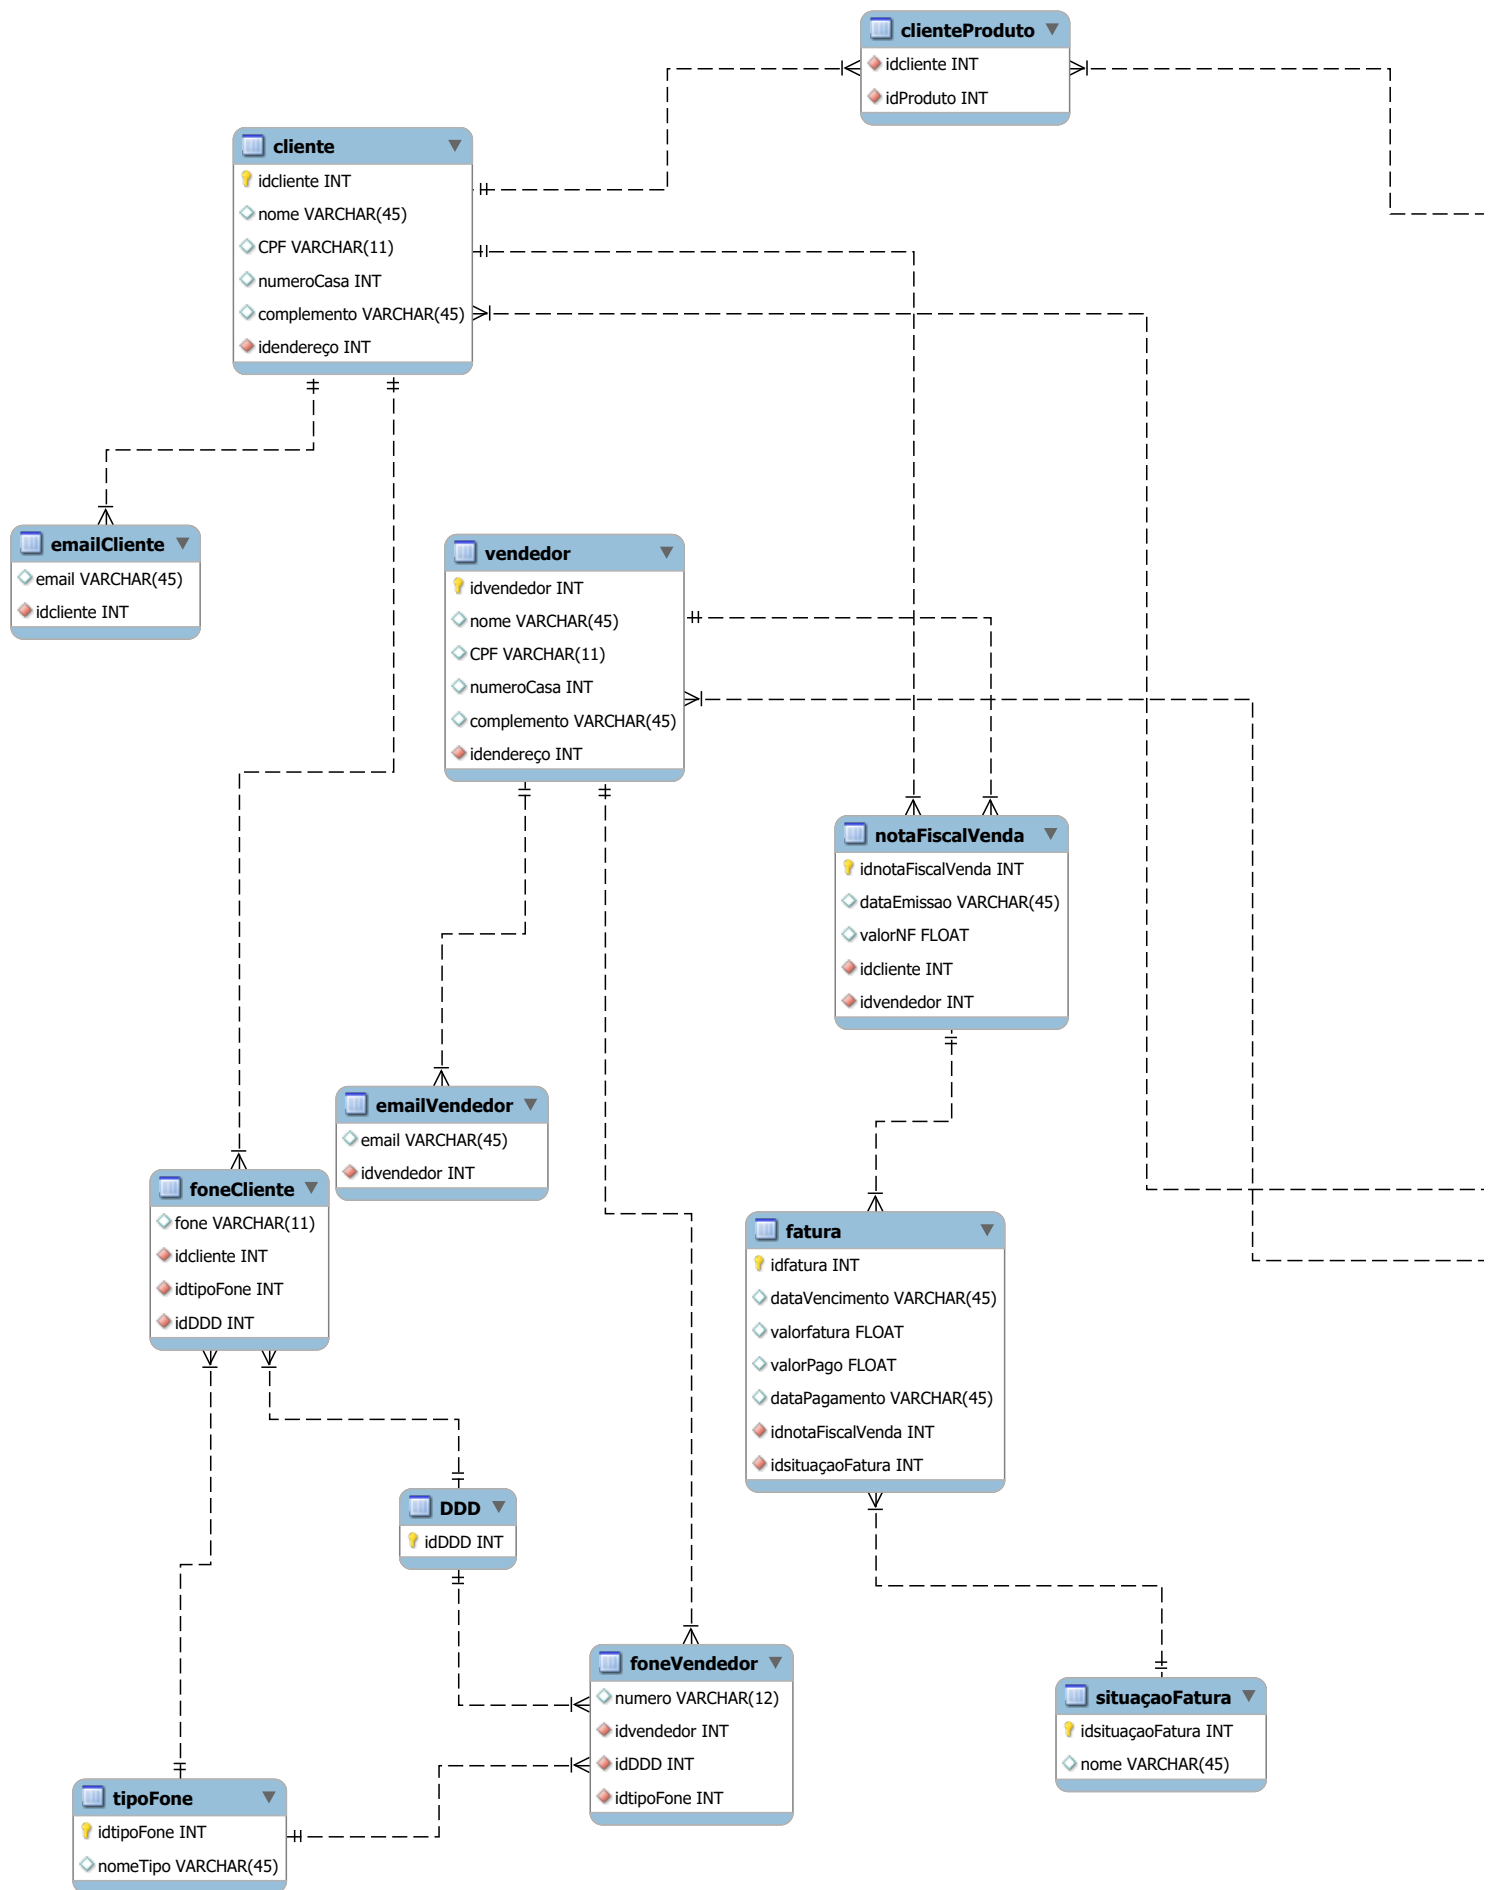 clienteProduto
idcliente INT
idProduto INT
cliente
idcliente INT
nome VARCHAR(45)
CPF VARCHAR(11)
numeroCasa INT
complemento VARCHAR(45)
idendereço INT
emailCliente
email VARCHAR(45)
idcliente INT
vendedor
idvendedor INT
nome VARCHAR(45)
CPF VARCHAR(11)
numeroCasa INT
complemento VARCHAR(45)
idendereço INT
notaFiscalVenda
idnotaFiscalVenda INT
dataEmissao VARCHAR(45)
valorNF FLOAT
idcliente INT
idvendedor INT
emailVendedor
email VARCHAR(45)
idvendedor INT
foneCliente
fone VARCHAR(11)
idcliente INT
idtipoFone INT
idDDD INT
fatura
idfatura INT
dataVencimento VARCHAR(45)
valorfatura FLOAT
valorPago FLOAT
dataPagamento VARCHAR(45)
idnotaFiscalVenda INT
idsituaçaoFatura INT
DDD
idDDD INT
foneVendedor
numero VARCHAR(12)
idvendedor INT
idDDD INT
idtipoFone INT
situaçaoFatura
idsituaçaoFatura INT
nome VARCHAR(45)
tipoFone
idtipoFone INT
nomeTipo VARCHAR(45)